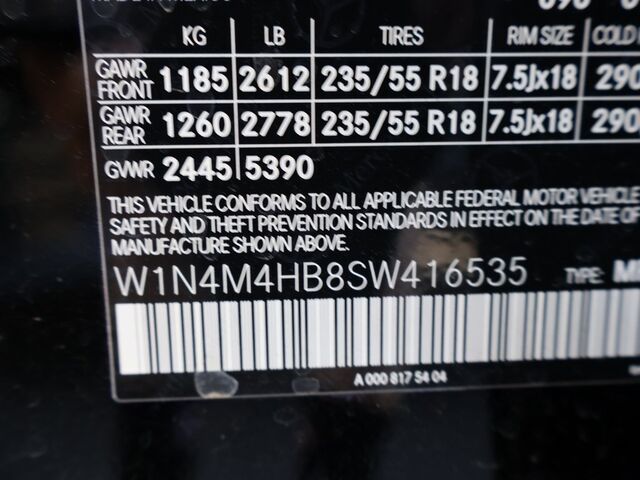 KG LB TIRES RIM SIZE COLD
GAWR FRONT 1185 2612 235/55 R18 7.5Jx18 290
GAWR REAR 1260 2778 235/55 R18 7.5Jx18 290
GVWR 2445 5390
THIS VEHICLE CONFORMS TO ALL APPLICABLE FEDERAL MOTOR VEHICLE
SAFETY AND THEFT PREVENTION STANDARDS IN EFFECT ON THE DATE OF
MANUFACTURE SHOWN ABOVE.
W1N4M4HB8SW416535 TYPE:
A 000 817 54 04